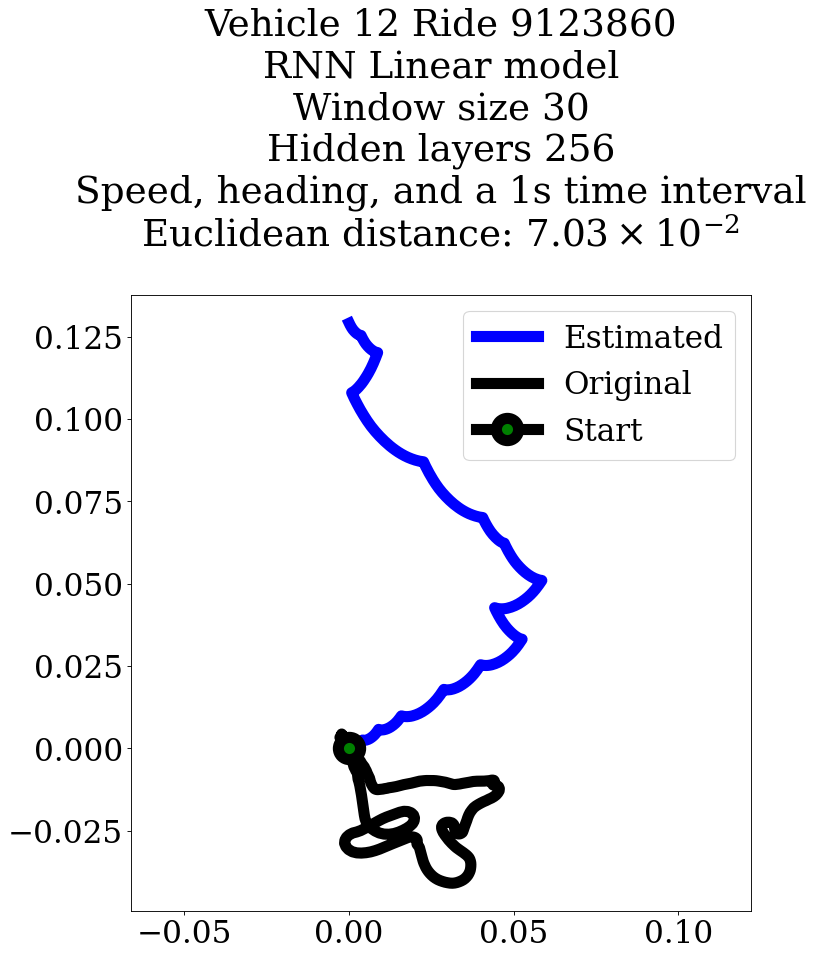 Vehicle 12 Ride 9123860
RNN Linear model
Window size 30
Hidden layers 256
Speed, heading, and a 1s time interval
Euclidean distance: 7.03 × 10⁻²
Estimated
Original
Start
0.125
0.100
0.075
0.050
0.025
0.000
−0.025
−0.05 0.00 0.05 0.10